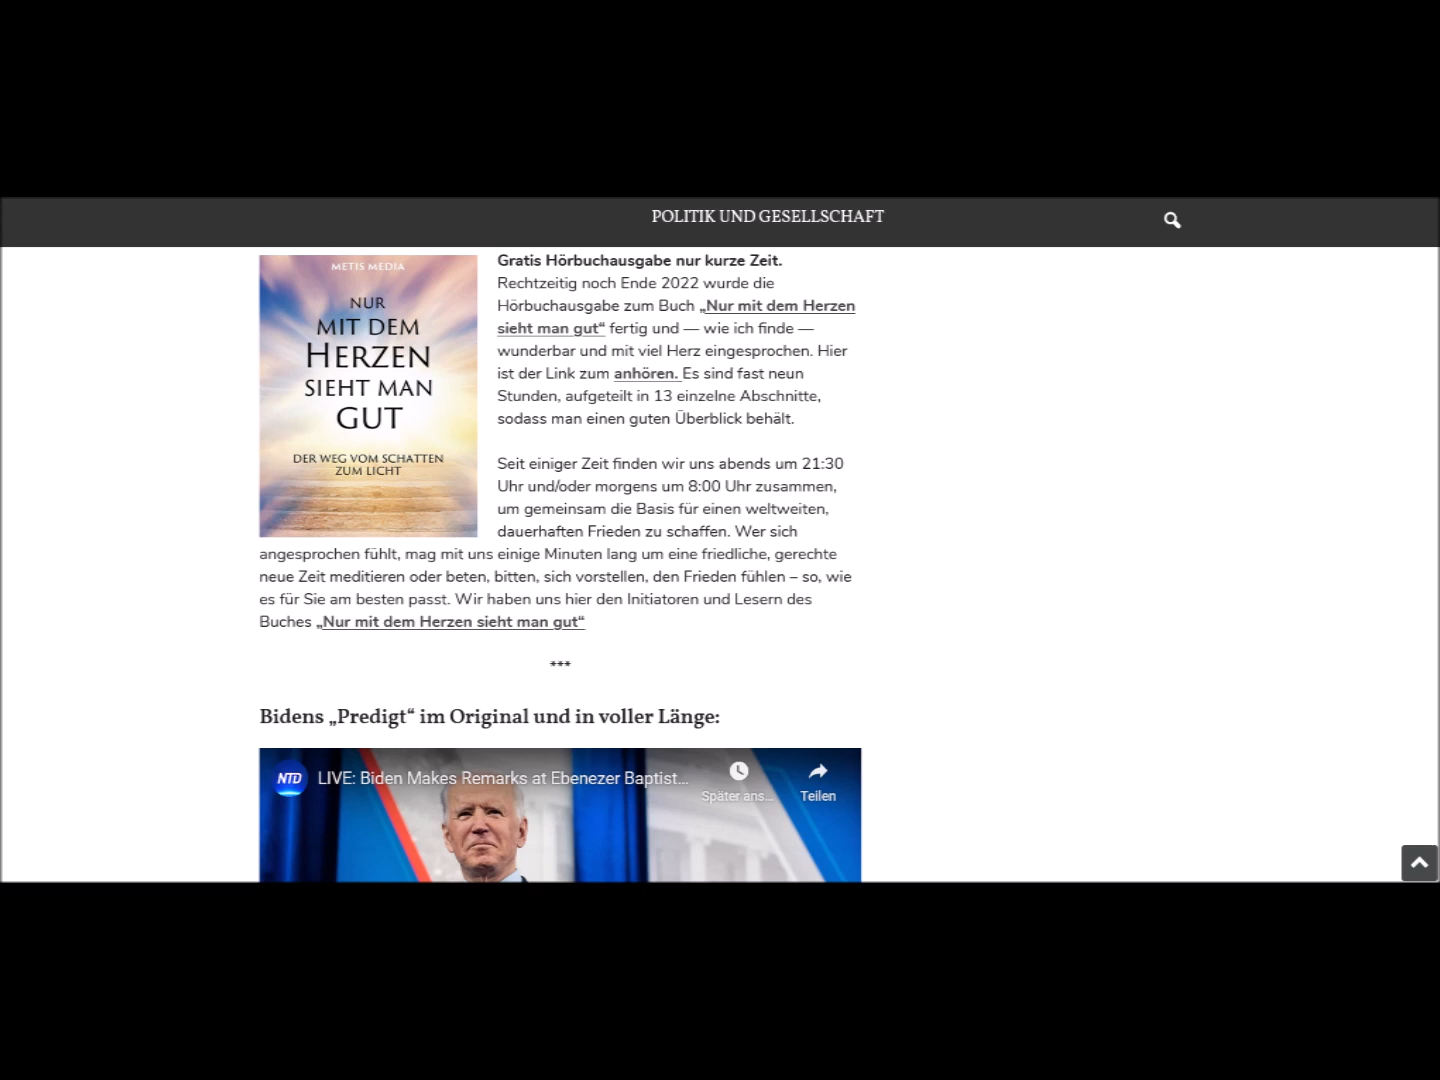 POLITIK UND GESELLSCHAFT
METIS MEDIA
NUR
MIT DEM
HERZEN
SIEHT MAN
GUT
DER WEG VOM SCHATTEN
ZUM LICHT
Gratis Hörbuchausgabe nur kurze Zeit.
Rechtzeitig noch Ende 2022 wurde die
Hörbuchausgabe zum Buch „Nur mit dem Herzen
sieht man gut“ fertig und — wie ich finde —
wunderbar und mit viel Herz eingesprochen. Hier
ist der Link zum anhören. Es sind fast neun
Stunden, aufgeteilt in 13 einzelne Abschnitte,
sodass man einen guten Überblick behält.
Seit einiger Zeit finden wir uns abends um 21:30
Uhr und/oder morgens um 8:00 Uhr zusammen,
um gemeinsam die Basis für einen weltweiten,
dauerhaften Frieden zu schaffen. Wer sich
angesprochen fühlt, mag mit uns einige Minuten lang um eine friedliche, gerechte
neue Zeit meditieren oder beten, bitten, sich vorstellen, den Frieden fühlen – so, wie
es für Sie am besten passt. Wir haben uns hier den Initiatoren und Lesern des
Buches „Nur mit dem Herzen sieht man gut“
***
Bidens „Predigt“ im Original und in voller Länge:
NTD
LIVE: Biden Makes Remarks at Ebenezer Baptist...
Später ans...
Teilen